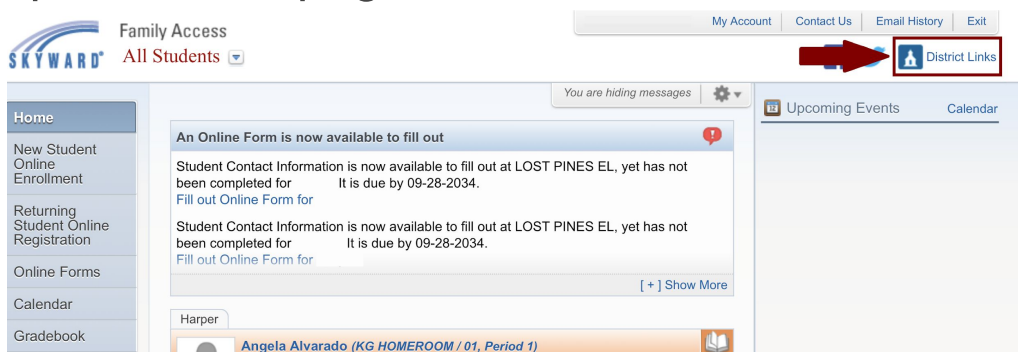 My Account Contact Us Email History Exit
Family Access
SKYWARD®
All Students
District Links
You are hiding messages
Upcoming Events Calendar
Home
New Student
Online
Enrollment
Returning
Student Online
Registration
Online Forms
Calendar
Gradebook
An Online Form is now available to fill out
Student Contact Information is now available to fill out at LOST PINES EL, yet has not
been completed for It is due by 09-28-2034.
Fill out Online Form for
Student Contact Information is now available to fill out at LOST PINES EL, yet has not
been completed for It is due by 09-28-2034.
Fill out Online Form for
[ + ] Show More
Harper
Angela Alvarado (KG HOMEROOM / 01, Period 1)